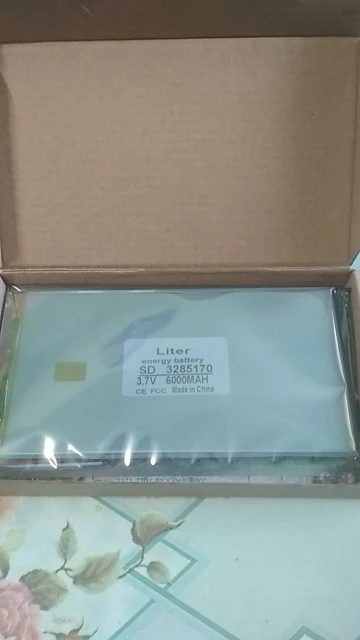 Liter
energy battery
SD 3285170
3.7V 6000MAH
CE. FCC Made in China